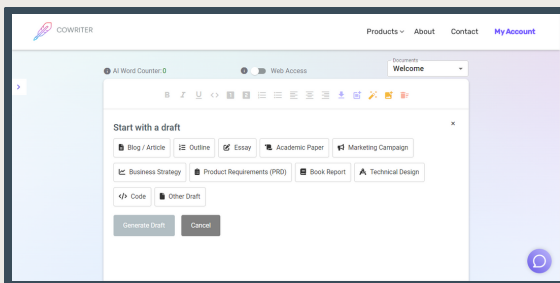 COWRITER
Products
About
Contact
My Account
AI Word Counter:0
Web Access
Documents
Welcome
B I U <> 1 2
Start with a draft
×
Blog / Article
Outline
Essay
Academic Paper
Marketing Campaign
Business Strategy
Product Requirements (PRD)
Book Report
Technical Design
Code
Other Draft
Generate Draft
Cancel